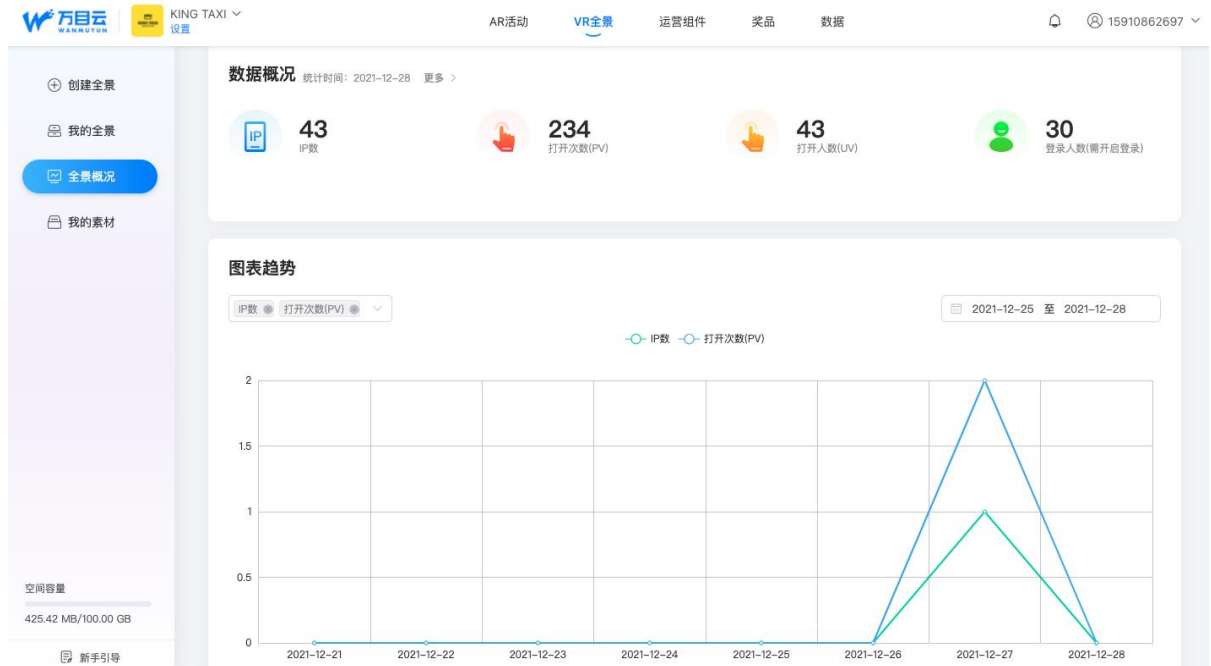 万目云
WANMUYUN
KING TAXI
设置
AR活动 VR全景 运营组件 奖品 数据
15910862697
创建全景
我的全景
全景概况
我的素材
空间容量
425.42 MB/100.00 GB
新手引导
数据概况 统计时间：2021-12-28 更多
IP
43
IP数
234
打开次数(PV)
43
打开人数(UV)
30
登录人数(需开启登录)
图表趋势
IP数 打开次数(PV)
2021-12-25 至 2021-12-28
IP数 打开次数(PV)
2
1.5
1
0.5
0
2021-12-21 2021-12-22 2021-12-23 2021-12-24 2021-12-25 2021-12-26 2021-12-27 2021-12-28